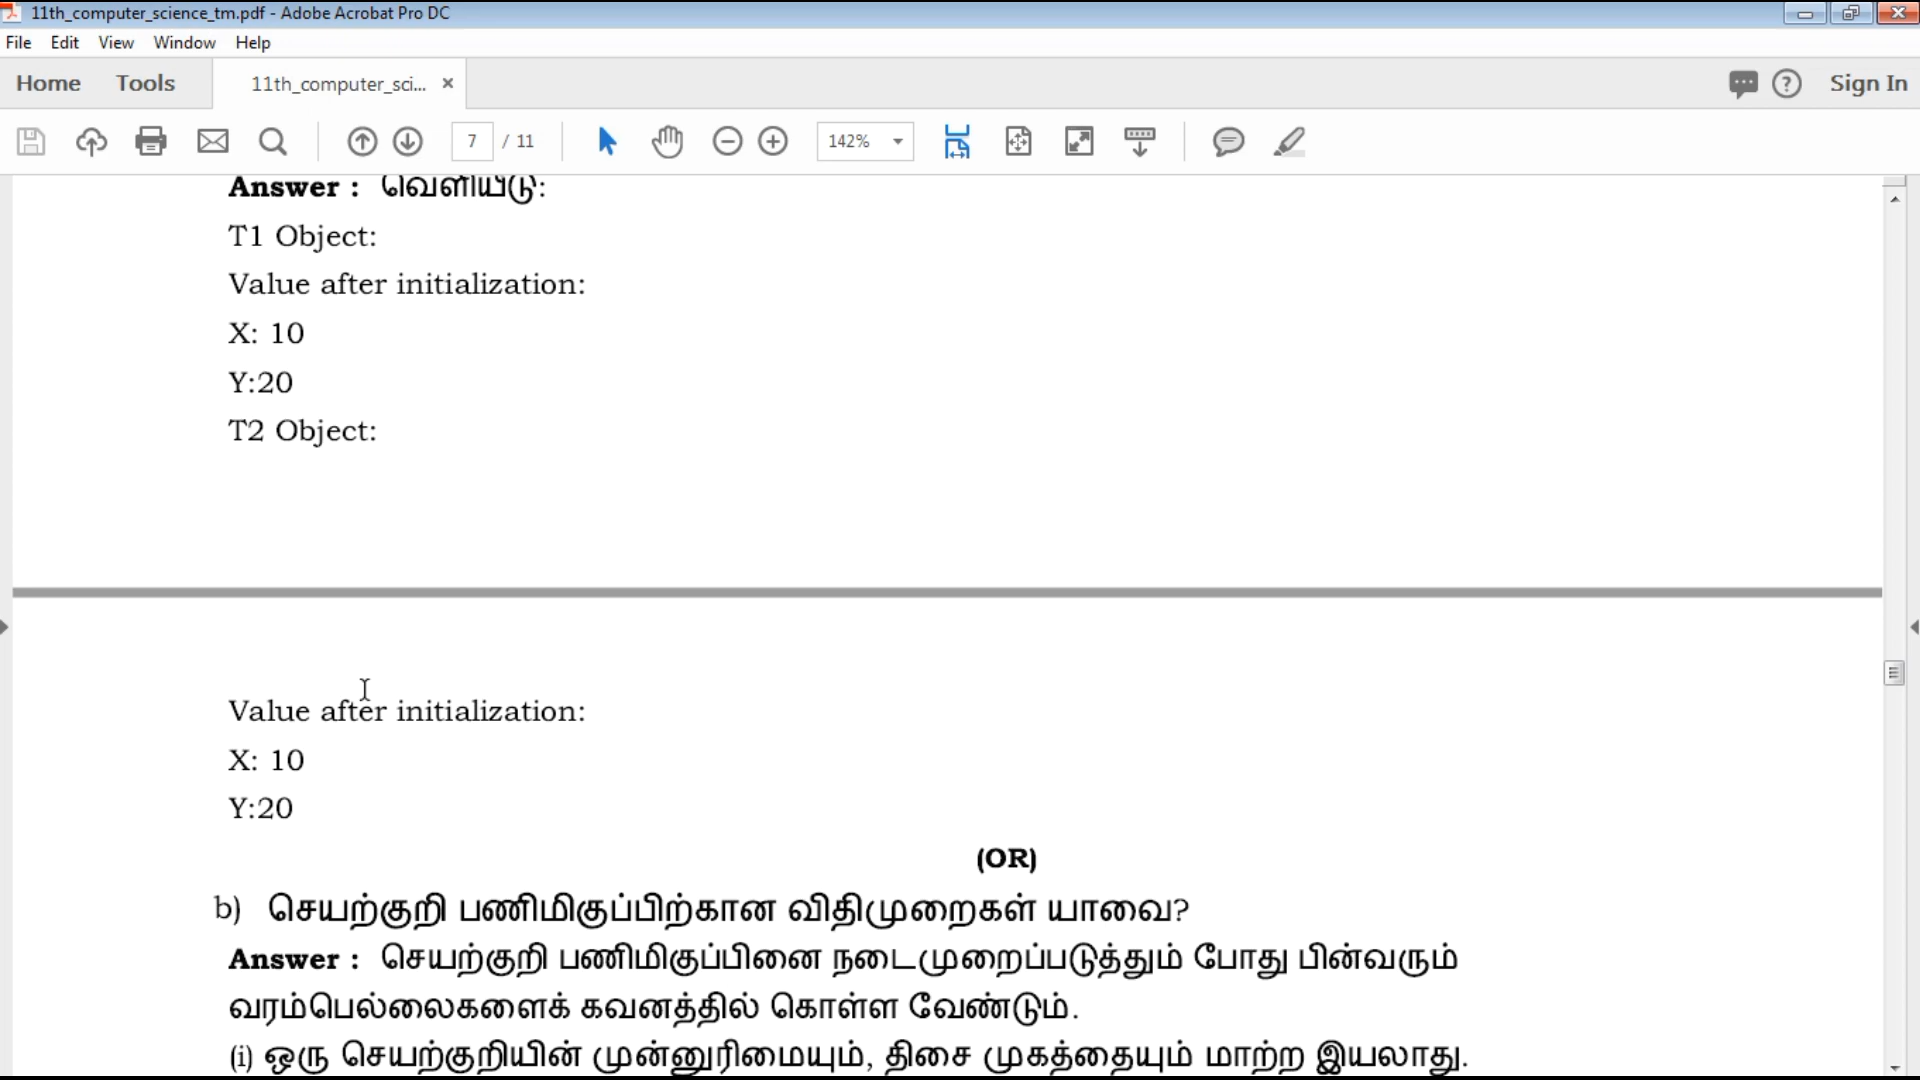 11th_computer_science_tm.pdf - Adobe Acrobat Pro DC
File Edit View Window Help
Home Tools 11th_computer_sci... × Sign In
7 / 11 142%
Answer : வெளியீடு:
T1 Object:
Value after initialization:
X: 10
Y:20
T2 Object:
Value after initialization:
X: 10
Y:20
(OR)
b) செயற்குறி பணிமிகுப்பிற்கான விதிமுறைகள் யாவை?
Answer : செயற்குறி பணிமிகுப்பினை நடைமுறைப்படுத்தும் போது பின்வரும்
வரம்பெல்லைகளைக் கவனத்தில் கொள்ள வேண்டும்.
(i) ஒரு செயற்குறியின் முன்னுரிமையும், திசை முகத்தையும் மாற்ற இயலாது.